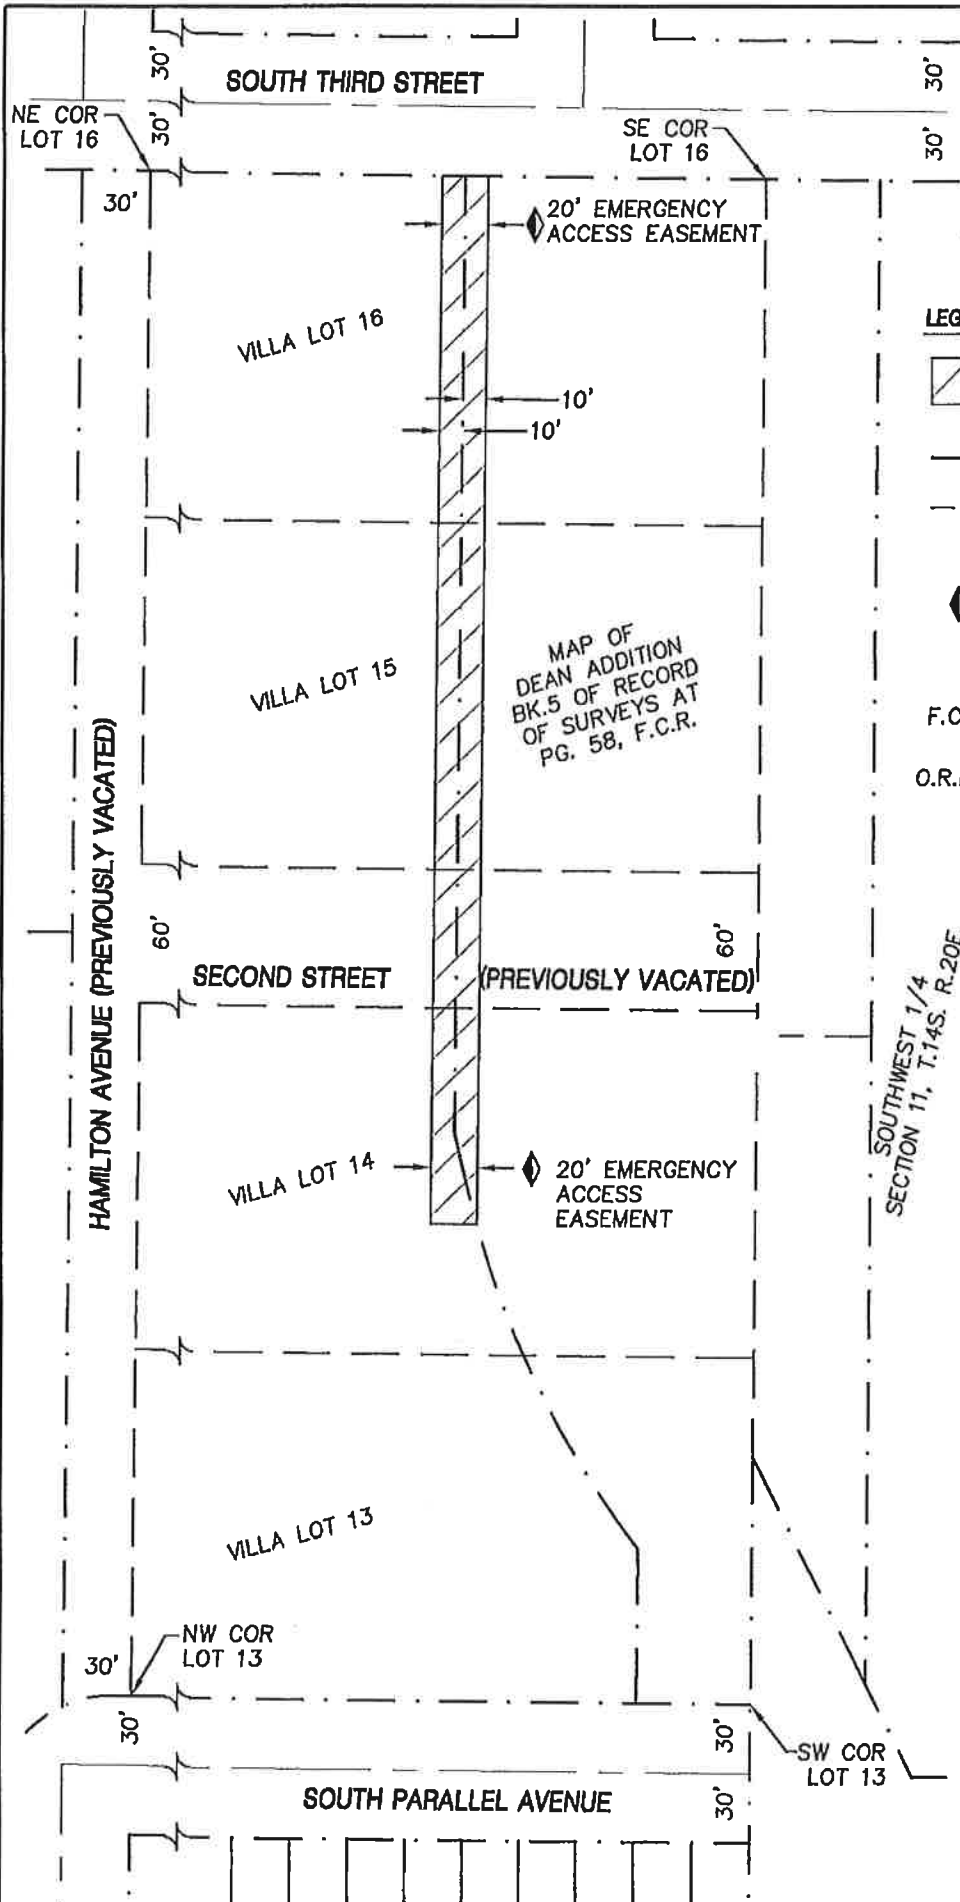 30'
SOUTH THIRD STREET
30'
NE COR
LOT 16
30'
SE COR
LOT 16
30'
30'
20' EMERGENCY
ACCESS EASEMENT
VILLA LOT 16
LEG
10'
10'
MAP OF
DEAN ADDITION
BK.5 OF RECORD
OF SURVEYS AT
PG. 58, F.C.R.
VILLA LOT 15
F.C
O.R.
HAMILTON AVENUE (PREVIOUSLY VACATED)
60'
60'
SECOND STREET (PREVIOUSLY VACATED)
SOUTHWEST 1/4
SECTION 11, T.14S. R.20E
VILLA LOT 14
20' EMERGENCY
ACCESS
EASEMENT
VILLA LOT 13
NW COR
LOT 13
30'
30'
30'
SW COR
LOT 13
SOUTH PARALLEL AVENUE
30'